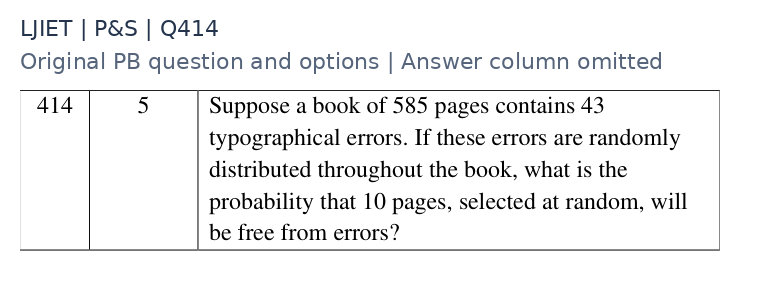 LJIET | P&S | Q414
Original PB question and options | Answer column omitted
414 5 Suppose a book of 585 pages contains 43
typographical errors. If these errors are randomly
distributed throughout the book, what is the
probability that 10 pages, selected at random, will
be free from errors?